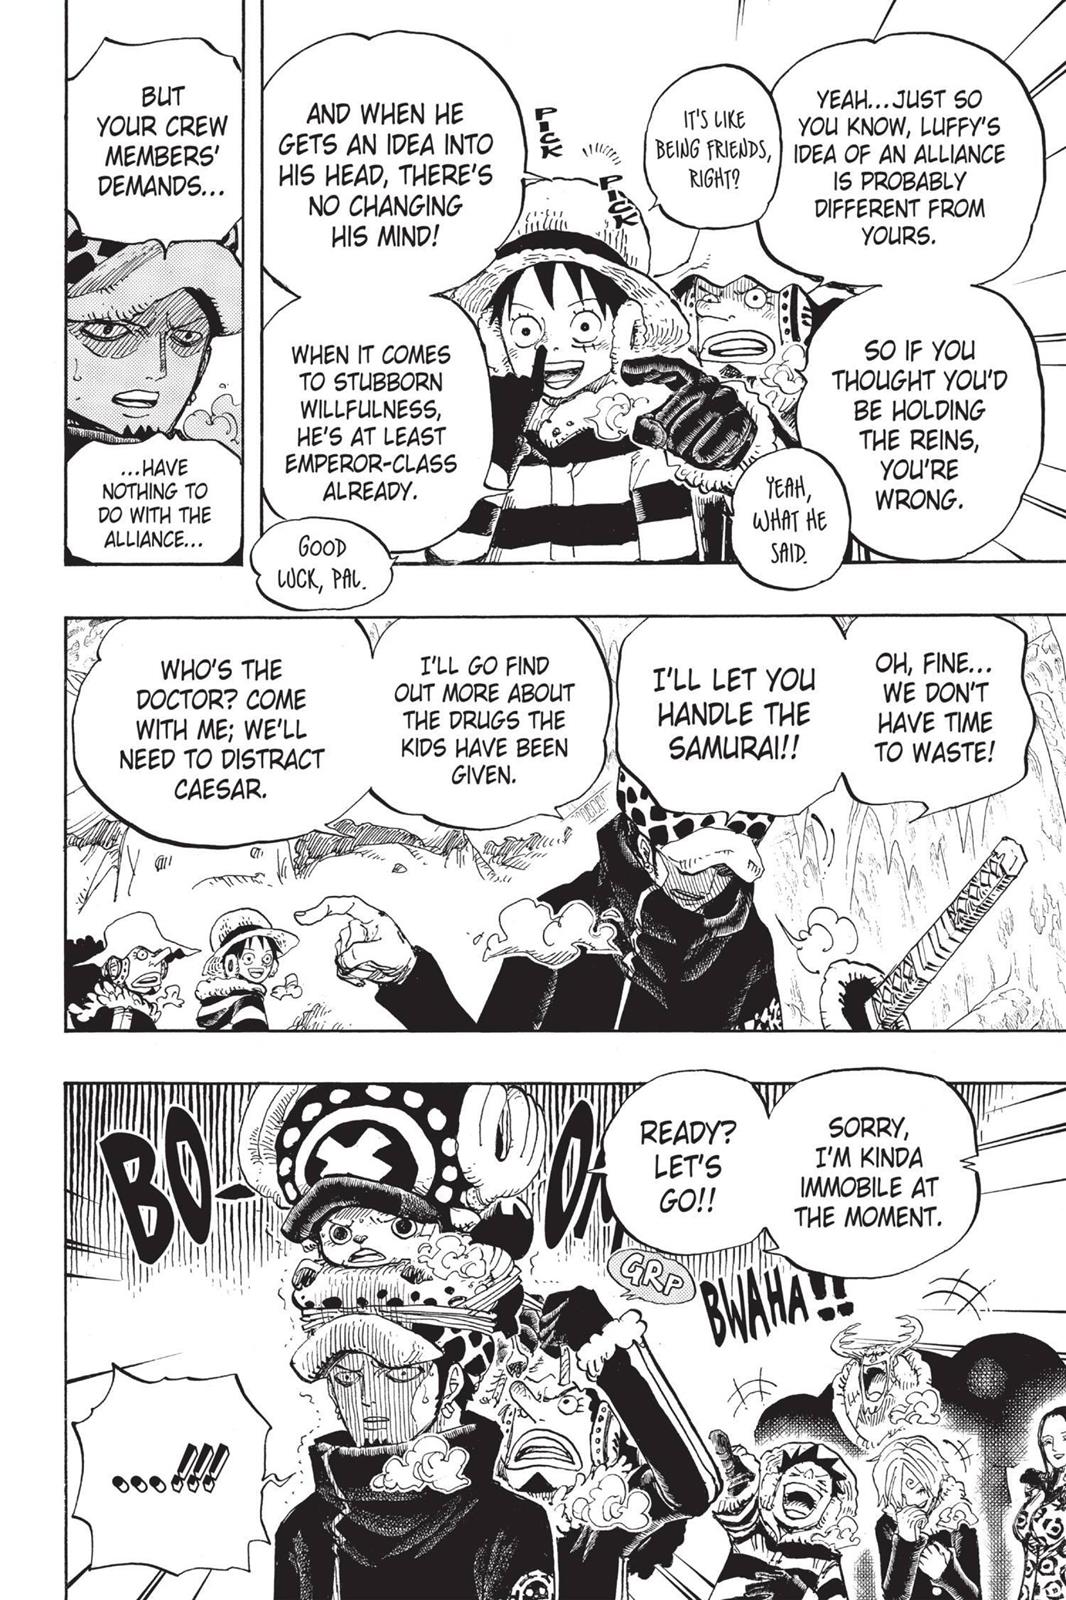 YEAH...JUST SO
YOU KNOW, LUFFY'S
IDEA OF AN ALLIANCE
IS PROBABLY
DIFFERENT FROM
YOURS.
IT'S LIKE
BEING FRIENDS,
RIGHT?
SO IF YOU
THOUGHT YOU'D
BE HOLDING
THE REINS,
YOU'RE
WRONG.
YEAH,
WHAT HE
SAID.
PICK
PICK
AND WHEN HE
GETS AN IDEA INTO
HIS HEAD, THERE'S
NO CHANGING
HIS MIND!
WHEN IT COMES
TO STUBBORN
WILLFULNESS,
HE'S AT LEAST
EMPEROR-CLASS
ALREADY.
GOOD
LUCK, PAL.
BUT
YOUR CREW
MEMBERS'
DEMANDS...
...HAVE
NOTHING TO
DO WITH THE
ALLIANCE...
OH, FINE...
WE DON'T
HAVE TIME
TO WASTE!
I'LL LET YOU
HANDLE THE
SAMURAI!!
I'LL GO FIND
OUT MORE ABOUT
THE DRUGS THE
KIDS HAVE BEEN
GIVEN.
WHO'S THE
DOCTOR? COME
WITH ME; WE'LL
NEED TO DISTRACT
CAESAR.
SORRY,
I'M KINDA
IMMOBILE AT
THE MOMENT.
READY?
LET'S
GO!!
BO-
GRP
BWAHA!!
...!!!